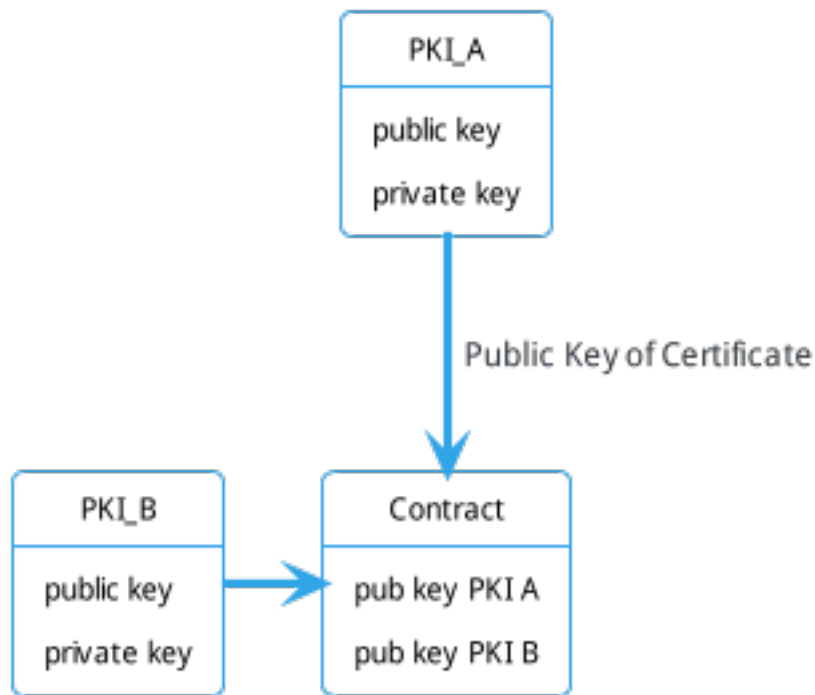 PKI_A
public key
private key
Public Key of Certificate
PKI_B
public key
private key
Contract
pub key PKI A
pub key PKI B